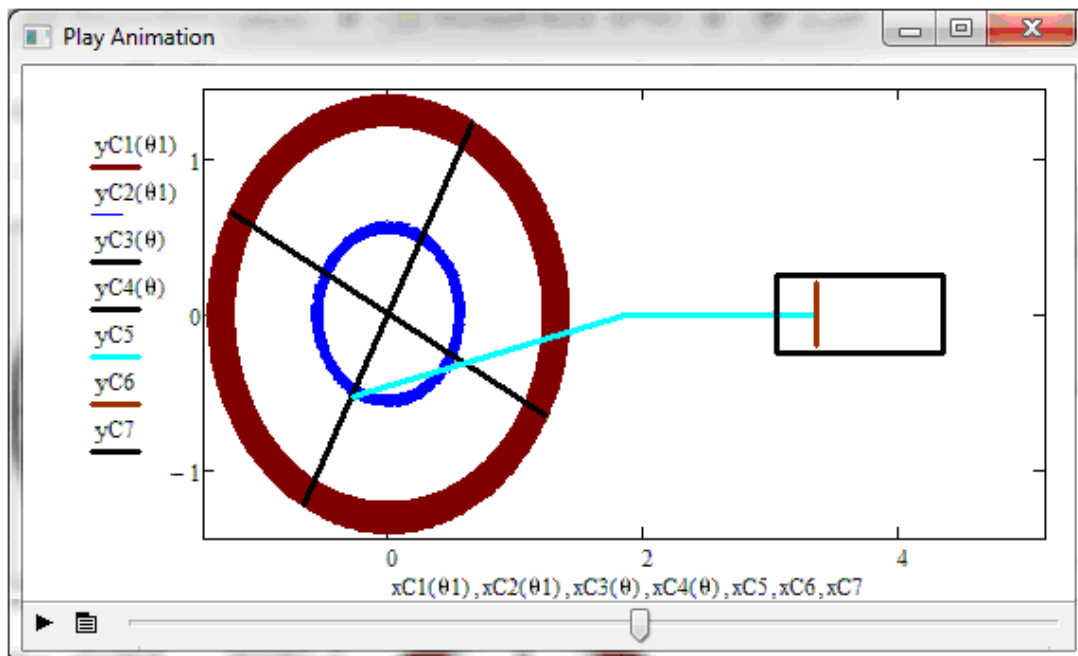 Play Animation
yC1(θ1)
yC2(θ1)
yC3(θ)
yC4(θ)
yC5
yC6
yC7
1
0
−1
0 2 4
xC1(θ1),xC2(θ1),xC3(θ),xC4(θ),xC5,xC6,xC7